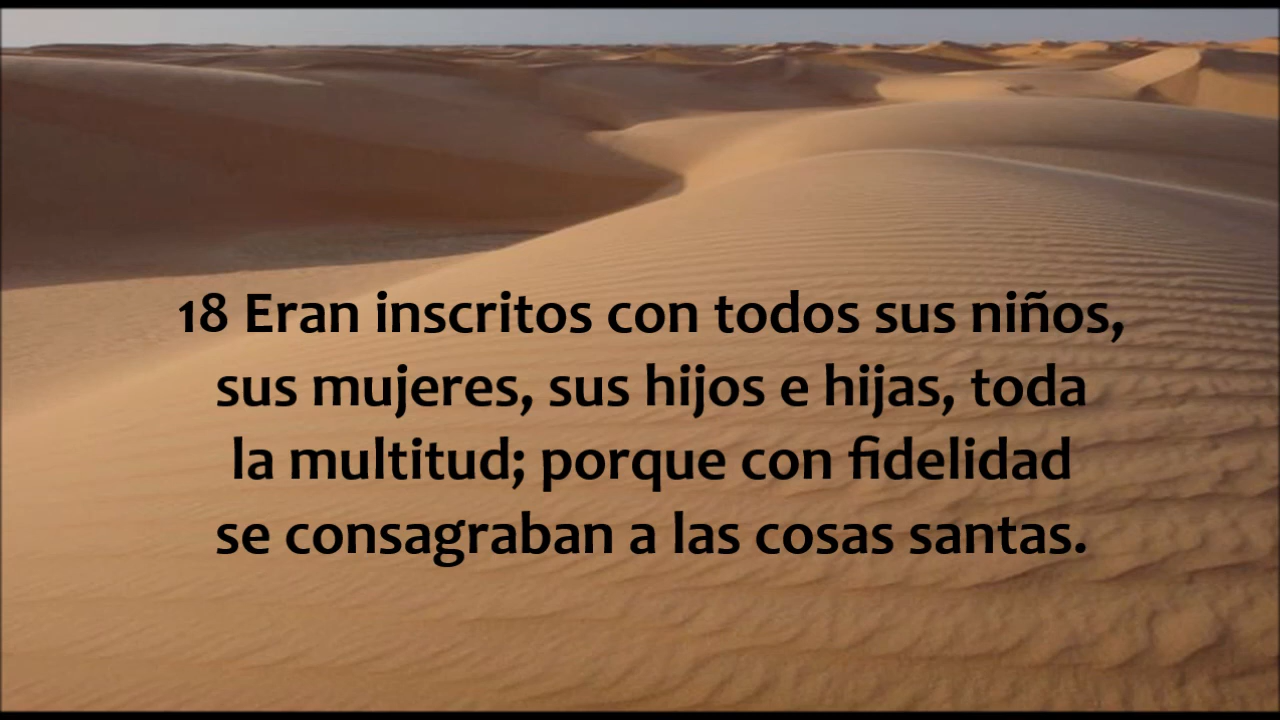 18 Eran inscritos con todos sus niños,
sus mujeres, sus hijos e hijas, toda
la multitud; porque con fidelidad
se consagraban a las cosas santas.